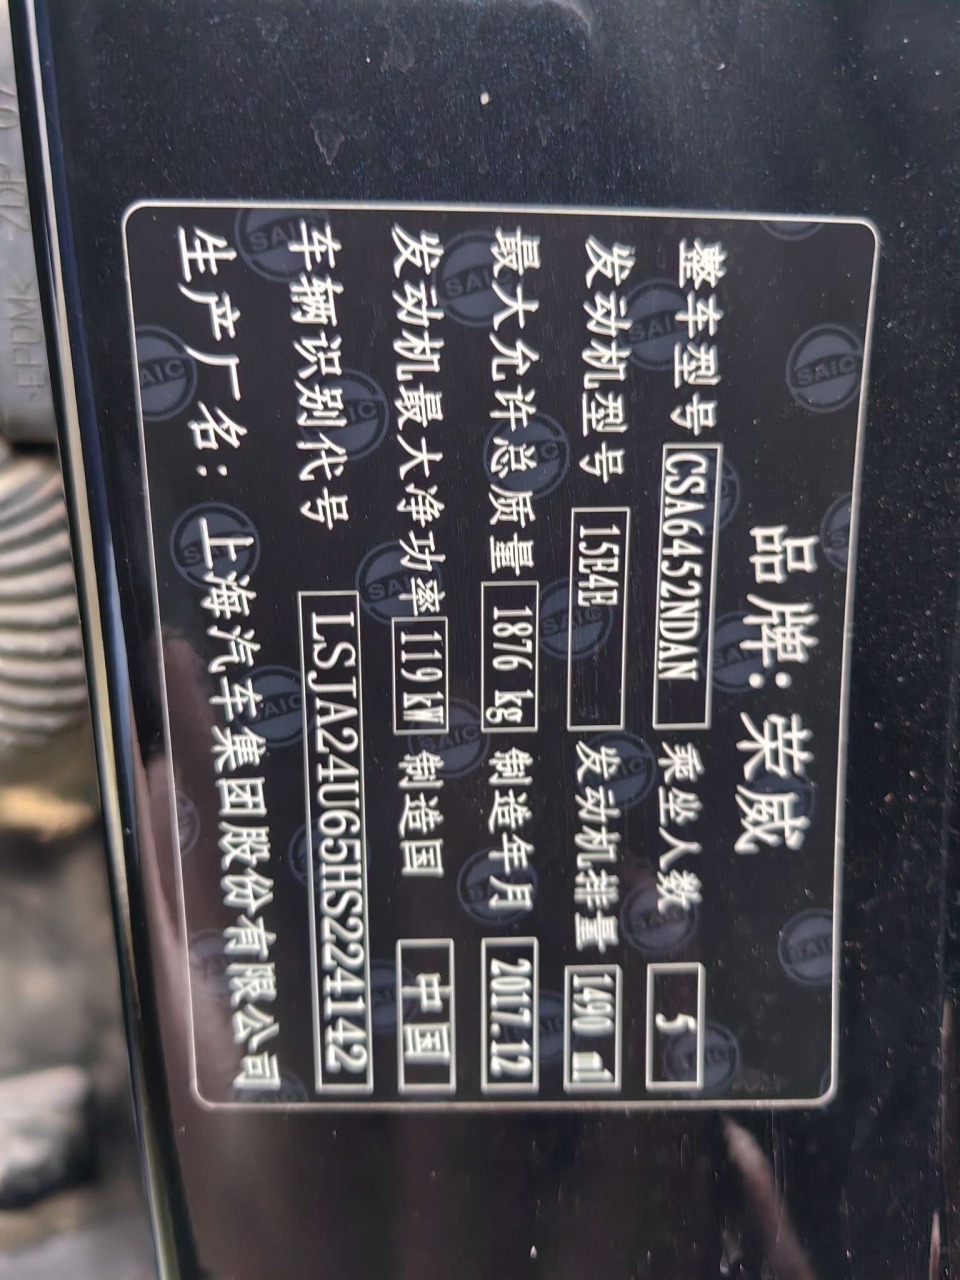 品牌：荣威
整车型号 CSA6452NDAN 乘坐人数 5
发动机型号 15E4E 发动机排量 1490 ml
最大允许总质量 1876 kg 制造年月 2017.12
发动机最大净功率 119 kW 制造国 中国
车辆识别代号 LSJA24U65HS224142
生产厂名：上海汽车集团股份有限公司